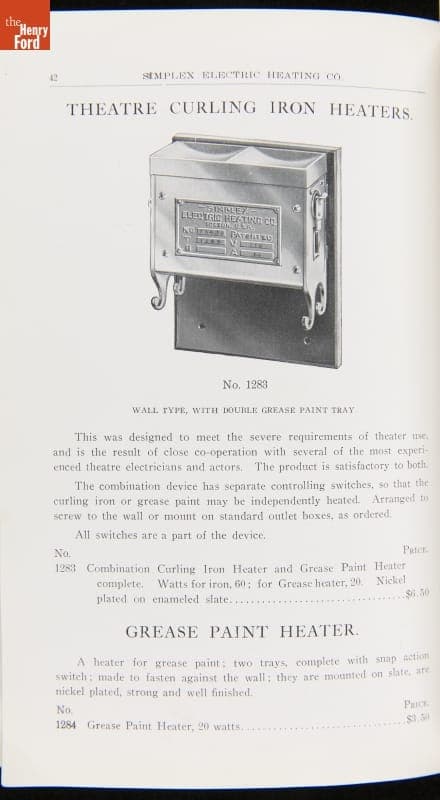 the
Henry
Ford
42
SIMPLEX ELECTRIC HEATING CO.
THEATRE CURLING IRON HEATERS.
SIMPLEX
ELECTRIC HEATING CO.
No
PATENTED
T
V
A
No. 1283
WALL TYPE, WITH DOUBLE GREASE PAINT TRAY
This was designed to meet the severe requirements of theater use,
and is the result of close co-operation with several of the most experi-
enced theatre electricians and actors. The product is satisfactory to both.
The combination device has separate controlling switches, so that the
curling iron or grease paint may be independently heated. Arranged to
screw to the wall or mount on standard outlet boxes, as ordered.
All switches are a part of the device.
No. PRICE.
1283 Combination Curling Iron Heater and Grease Paint Heater
complete. Watts for iron, 60; for Grease heater, 20. Nickel
plated on enameled slate................................$6.50
GREASE PAINT HEATER.
A heater for grease paint; two trays, complete with snap action
switch; made to fasten against the wall; they are mounted on slate, are
nickel plated, strong and well finished.
No. PRICE.
1284 Grease Paint Heater, 20 watts..............................$3.50